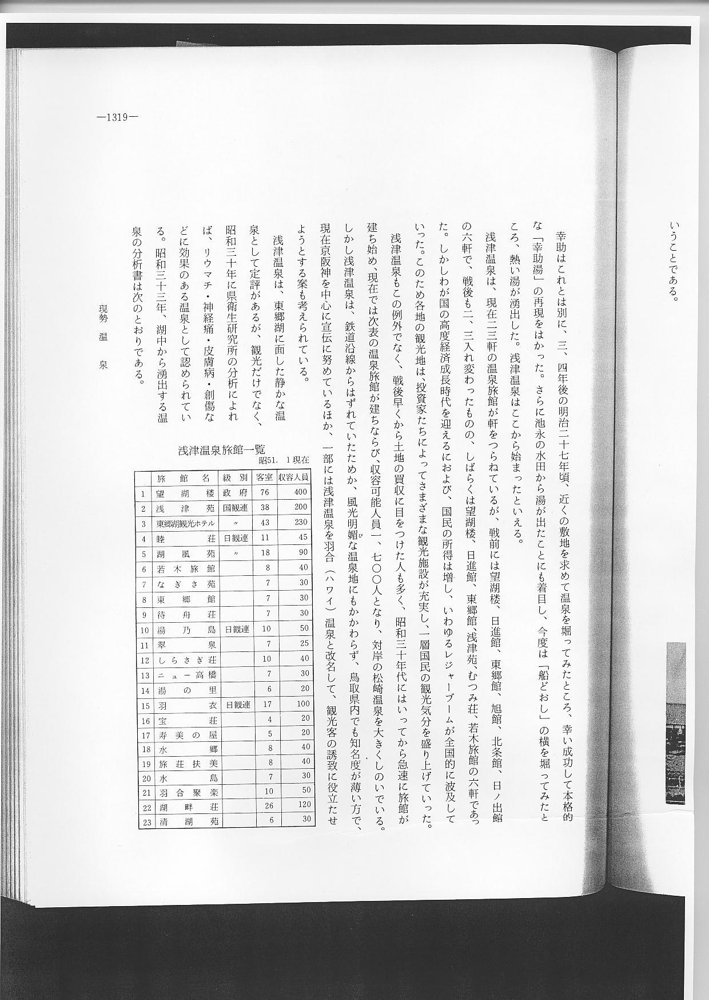 いうことである。
幸助はこれとは別に、三、四年後の明治二十七年頃、近くの敷地を求めて温泉を堀ってみたところ、幸い成功して本格的
な「幸助湯」の再現をはかった。さらに池永の水田から湯が出たことにも着目し、今度は「船どおし」の横を堀ってみたと
ころ、熱い湯が湧出した。浅津温泉はここから始まったといえる。
浅津温泉は、現在二三軒の温泉旅館が軒をつらねているが、戦前には望湖楼、日進館、東郷館、旭館、北条館、日ノ出館
の六軒で、戦後も二、三入れ変わったものの、しばらくは望湖楼、日進館、東郷館、浅津苑、むつみ荘、若木旅館の六軒であっ
た。しかしわが国の高度経済成長時代を迎えるにおよび、国民の所得は増し、いわゆるレジャーブームが全国的に波及して
いった。このため各地の観光地は、投資家たちによってさまざまな観光施設が充実し、一層国民の観光気分を盛り上げていった。
浅津温泉もこの例外でなく、戦後早くから土地の買収に目をつけた人も多く、昭和三十年代にはいってから急速に旅館が
建ち始め、現在では次表の温泉旅館が建ちならび、収容可能人員一、七〇〇人となり、対岸の松崎温泉を大きくしのいでいる。
しかし浅津温泉は、鉄道沿線からはずれていたためか、風光明媚な温泉地にもかかわらず、鳥取県内でも知名度が薄い方で、
び
現在京阪神を中心に宣伝に努めているほか、一部には浅津温泉を羽合（ハワイ）温泉と改名して、観光客の誘致に役立たせ
ようとする案も考えられている。
浅津温泉は、東郷湖に面した静かな温
泉として定評があるが、観光だけでなく、
昭和三十年に県衛生研究所の分析によれ
ば、リウマチ・神経痛・皮膚病・創傷な
どに効果のある温泉として認められてい
る。昭和三十三年、湖中から湧出する温
泉の分析書は次のとおりである。
浅津温泉旅館一覧
昭51. 1現在
旅館名 級別 客室 収容人員
1 望湖楼 政府 76 400
2 浅津苑 国観連 38 200
3 東郷湖観光ホテル 〃 43 230
4 睦荘 日観連 11 45
5 湖風苑 〃 18 90
6 若木旅館 8 40
7 なぎさ苑 7 30
8 東郷館 7 30
9 待舟荘 7 30
10 湯乃島 日観連 10 50
11 翠泉 7 25
12 しらさぎ荘 10 40
13 ニュー高橋 7 30
14 湯の里 6 20
15 羽衣 日観連 17 100
16 宝荘 4 20
17 寿美の屋 5 20
18 水郷 8 40
19 旅荘扶美 8 40
20 水島 7 30
21 羽合聚楽 10 50
22 湖畔荘 26 120
23 清湖苑 6 30
現勢 温泉
—1319—